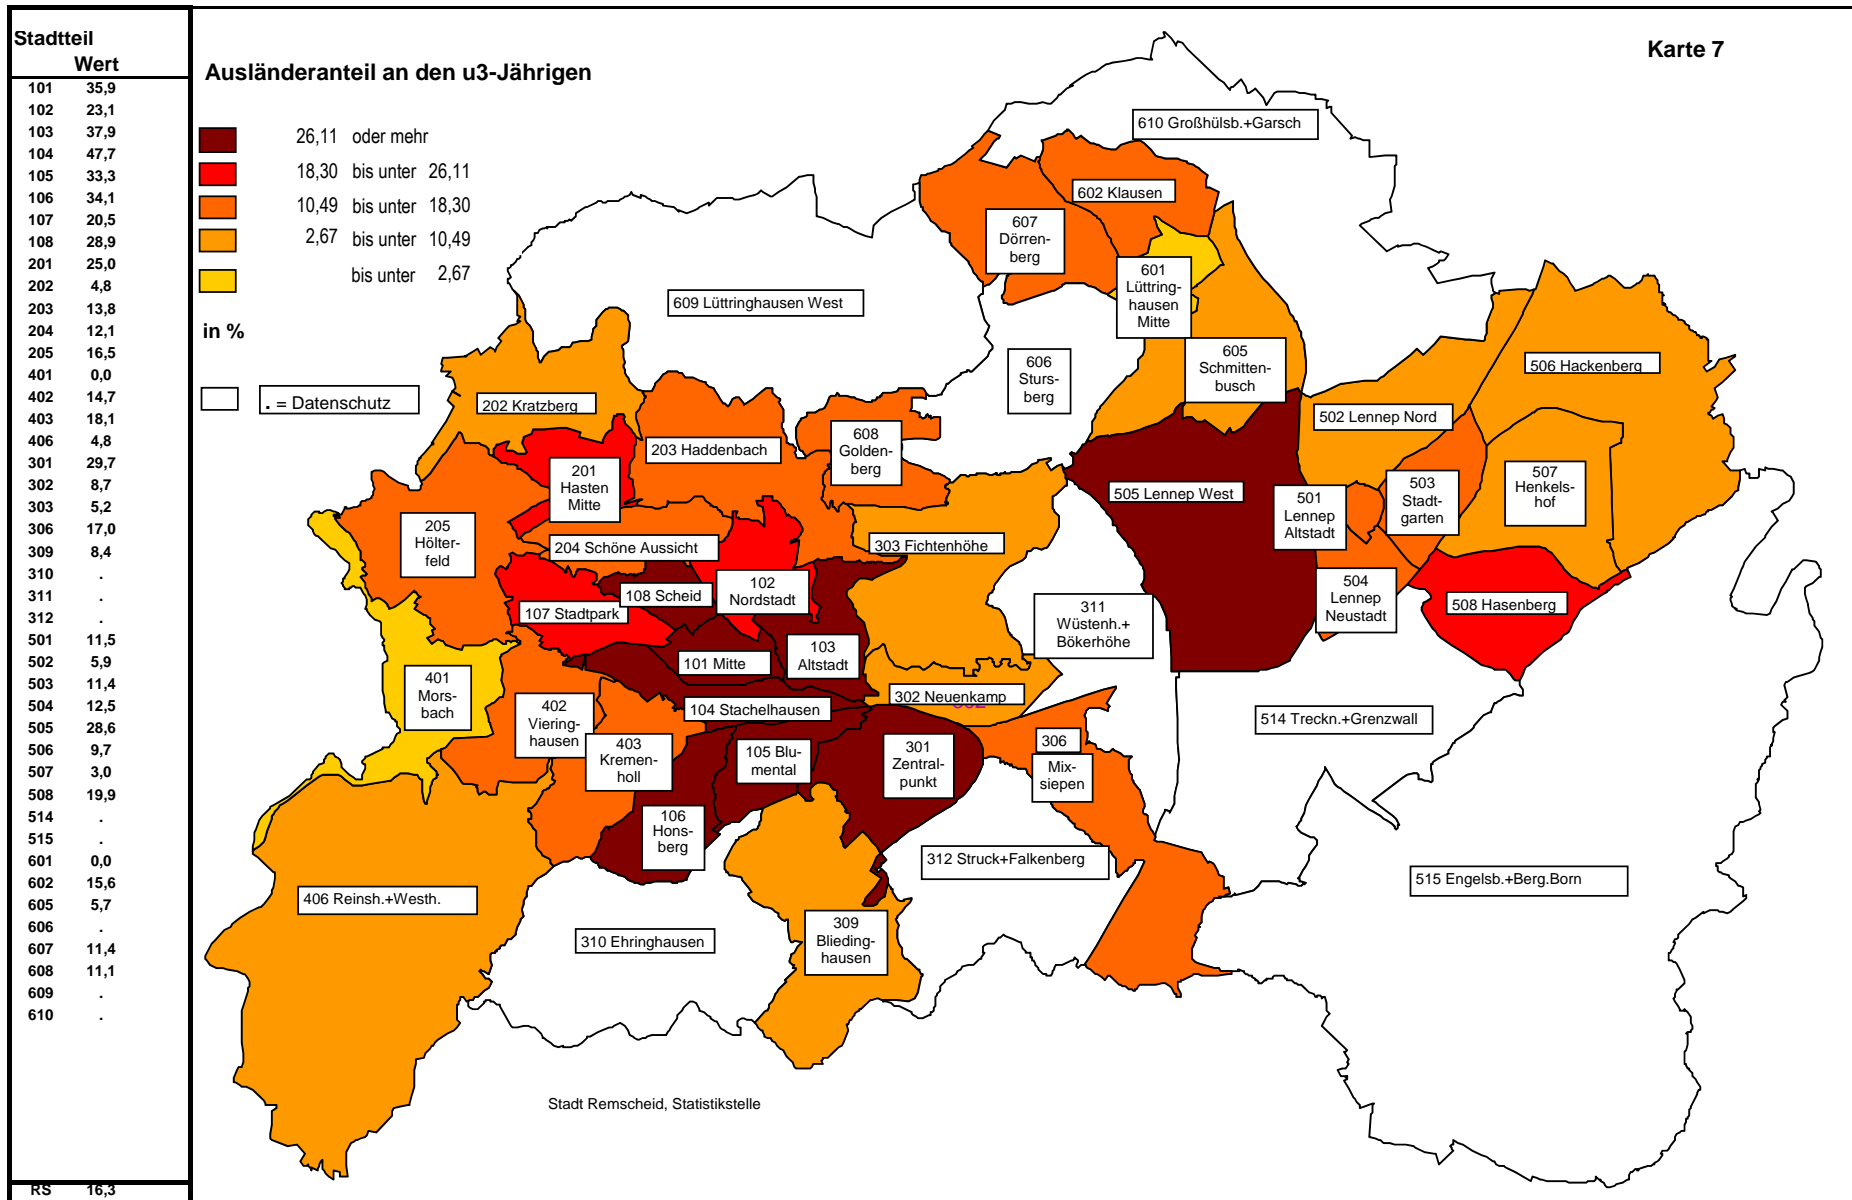 Stadtteil
Wert
101 35,9
102 23,1
103 37,9
104 47,7
105 33,3
106 34,1
107 20,5
108 28,9
201 25,0
202 4,8
203 13,8
204 12,1
205 16,5
401 0,0
402 14,7
403 18,1
406 4,8
301 29,7
302 8,7
303 5,2
306 17,0
309 8,4
310 .
311 .
312 .
501 11,5
502 5,9
503 11,4
504 12,5
505 28,6
506 9,7
507 3,0
508 19,9
514 .
515 .
601 0,0
602 15,6
605 5,7
606 .
607 11,4
608 11,1
609 .
610 .
RS 16,3
Karte 7
Ausländeranteil an den u3-Jährigen
26,11 oder mehr
18,30 bis unter 26,11
10,49 bis unter 18,30
2,67 bis unter 10,49
bis unter 2,67
in %
. = Datenschutz
610 Großhülsb.+Garsch
602 Klausen
607
Dörren-
berg
601
Lüttring-
hausen
Mitte
609 Lüttringhausen West
606
Sturs-
berg
605
Schmitten-
busch
506 Hackenberg
202 Kratzberg
502 Lennep Nord
203 Haddenbach
608
Golden-
berg
201
Hasten
Mitte
505 Lennep West
501
Lennep
Altstadt
503
Stadt-
garten
507
Henkels-
hof
205
Hölter-
feld
204 Schöne Aussicht
303 Fichtenhöhe
108 Scheid
102
Nordstadt
107 Stadtpark
504
Lennep
Neustadt
508 Hasenberg
311
Wüstenh.+
Bökerhöhe
103
Altstadt
101 Mitte
401
Mors-
bach
302 Neuenkamp
402
Viering-
hausen
104 Stachelhausen
514 Treckn.+Grenzwall
403
Kremen-
holl
105 Blu-
mental
301
Zentral-
punkt
306
Mix-
siepen
106
Hons-
berg
312 Struck+Falkenberg
515 Engelsb.+Berg.Born
406 Reinsh.+Westh.
310 Ehringhausen
309
Blieding-
hausen
Stadt Remscheid, Statistikstelle